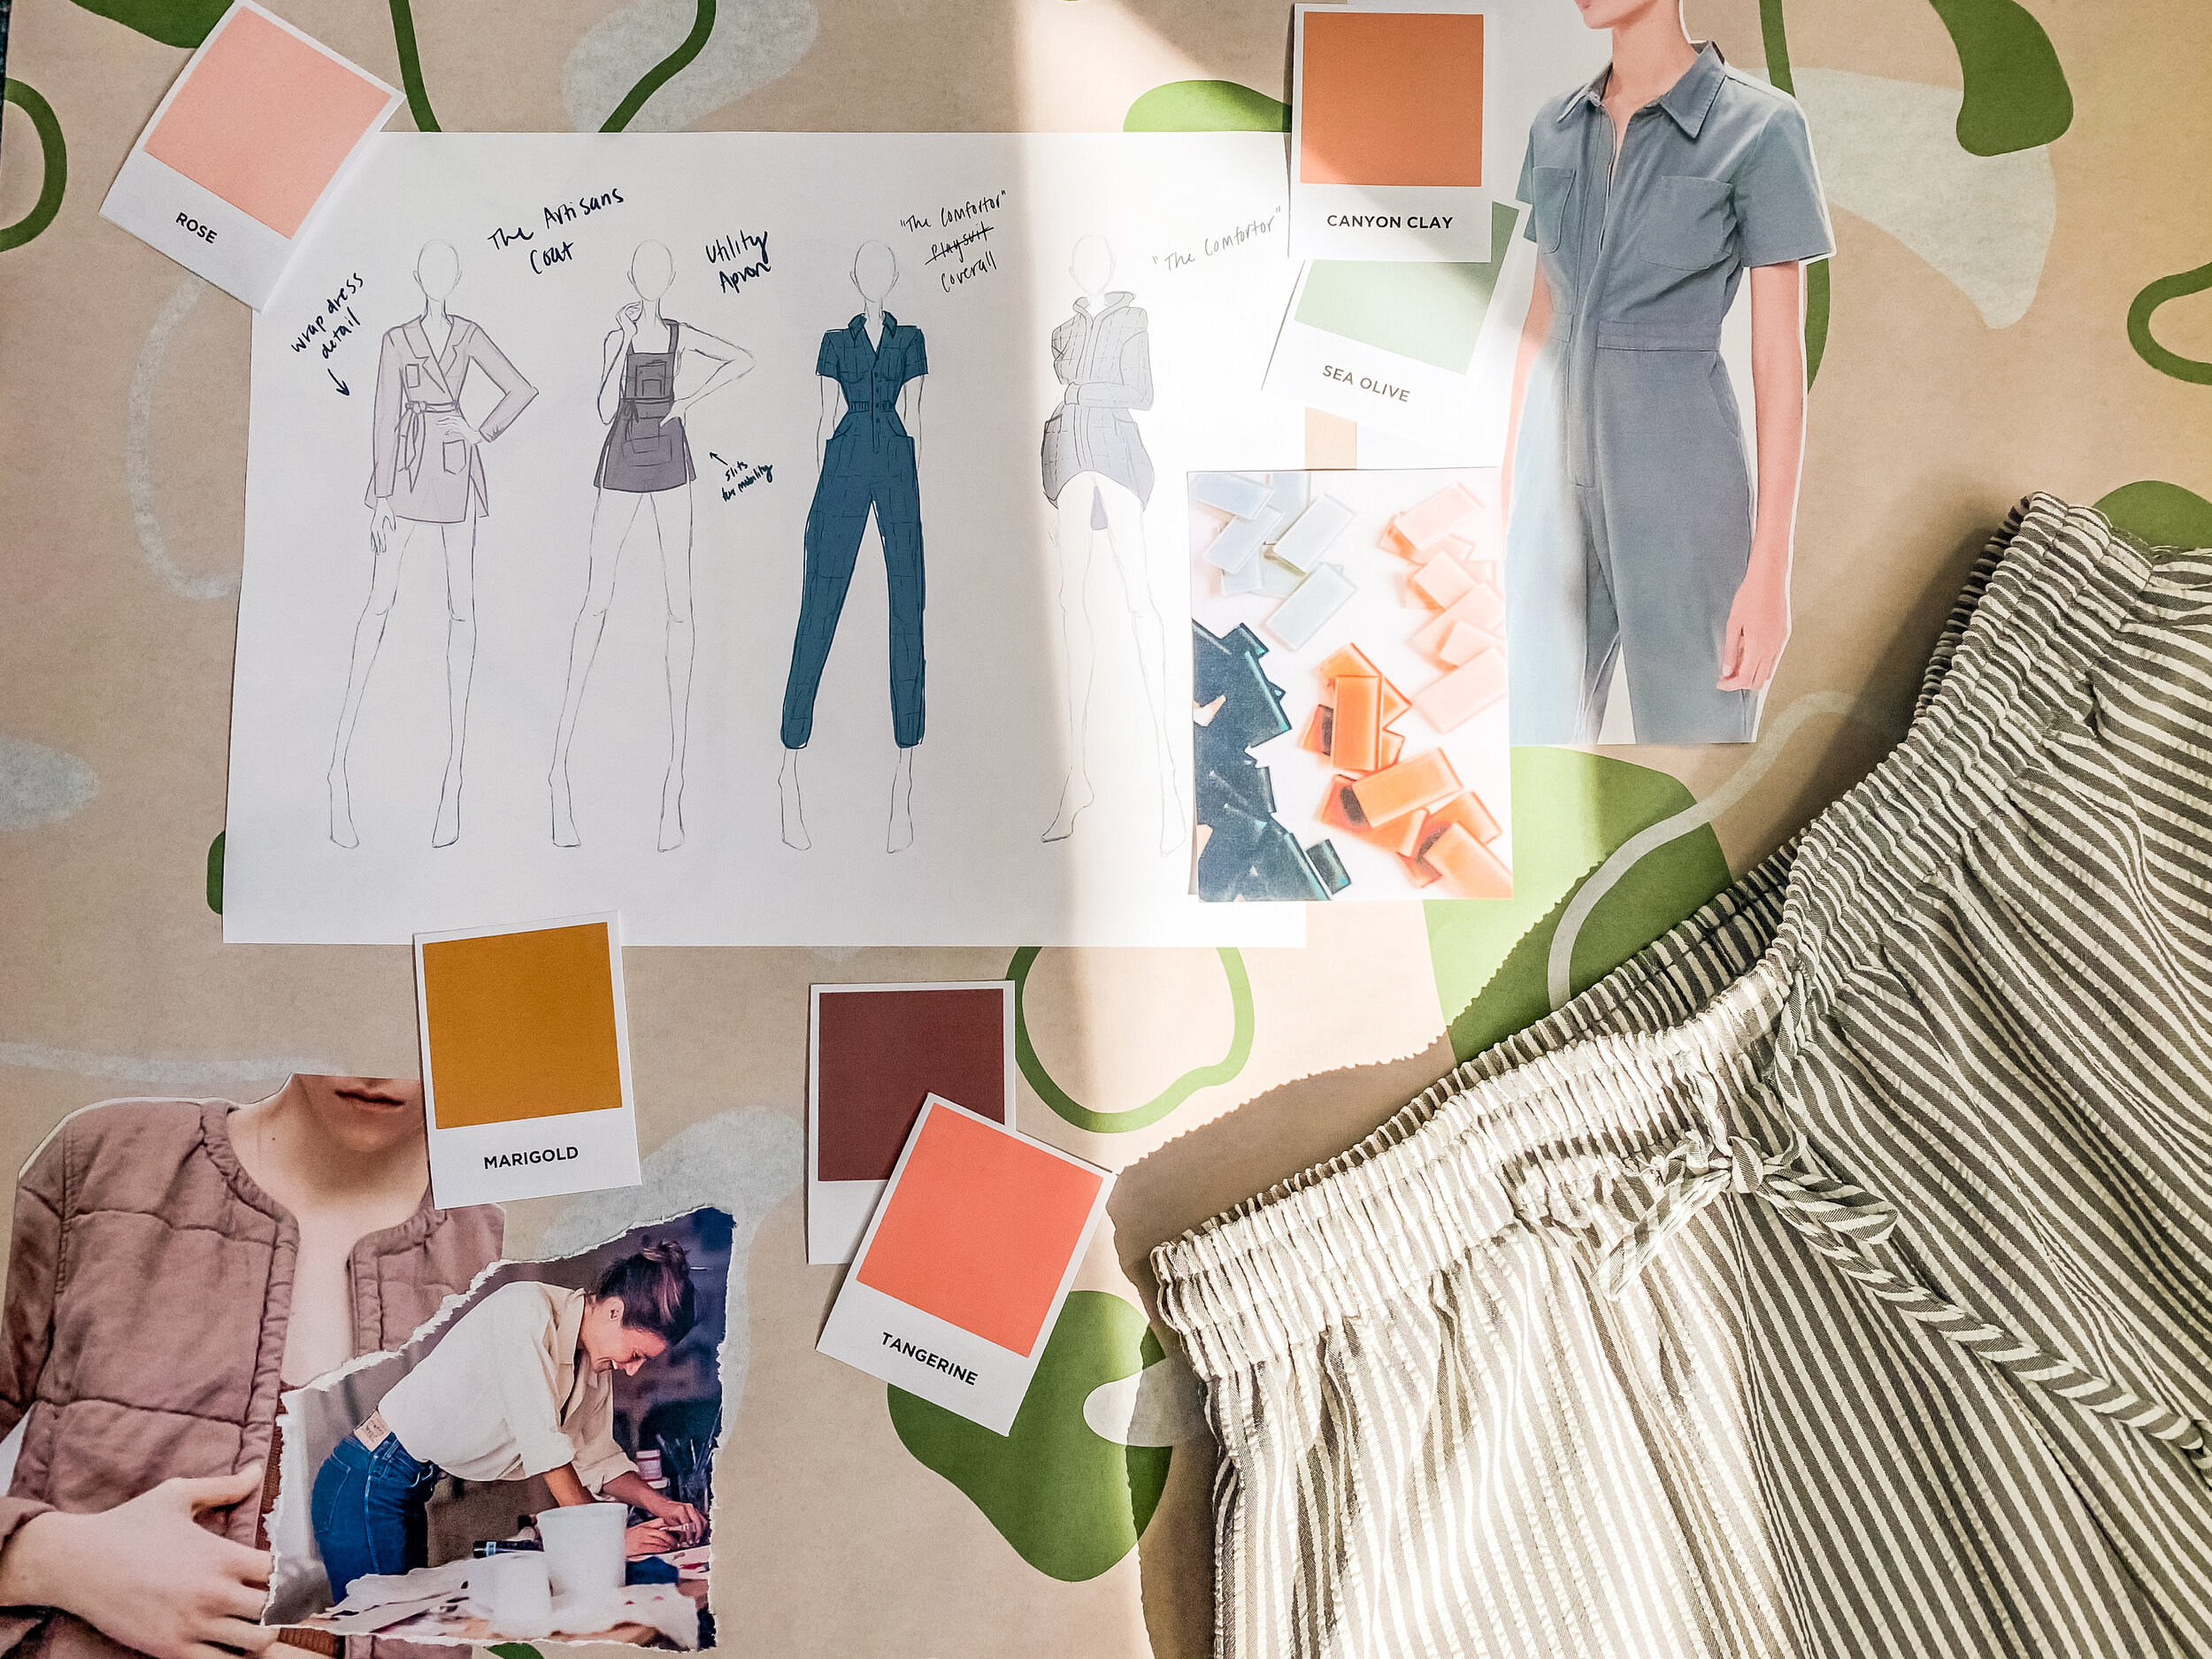 ROSE
wrap dress
detail
The Artisans
Coat
Utility
Apron
slits
for mobility
"The Comfortor"
Playsuit
Coverall
"The Comfortor"
CANYON CLAY
SEA OLIVE
MARIGOLD
TANGERINE